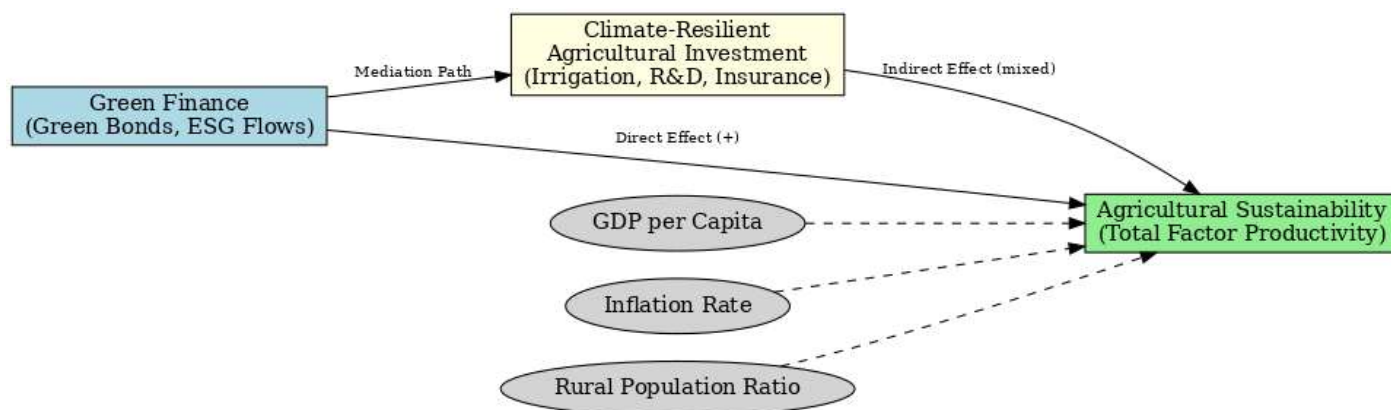 Climate-Resilient
Agricultural Investment
(Irrigation, R&D, Insurance)
Mediation Path
Indirect Effect (mixed)
Green Finance
(Green Bonds, ESG Flows)
Direct Effect (+)
GDP per Capita
Agricultural Sustainability
(Total Factor Productivity)
Inflation Rate
Rural Population Ratio